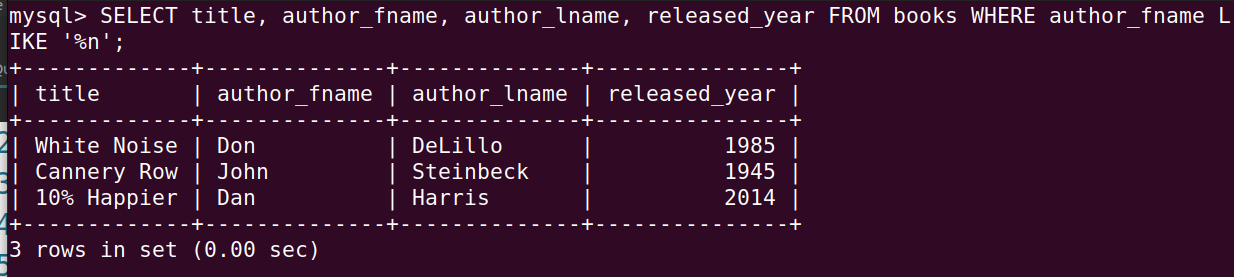 mysql> SELECT title, author_fname, author_lname, released_year FROM books WHERE author_fname L
IKE '%n';
+-------------+--------------+--------------+---------------+
| title       | author_fname | author_lname | released_year |
+-------------+--------------+--------------+---------------+
| White Noise | Don          | DeLillo      |          1985 |
| Cannery Row | John         | Steinbeck    |          1945 |
| 10% Happier | Dan          | Harris       |          2014 |
+-------------+--------------+--------------+---------------+
3 rows in set (0.00 sec)